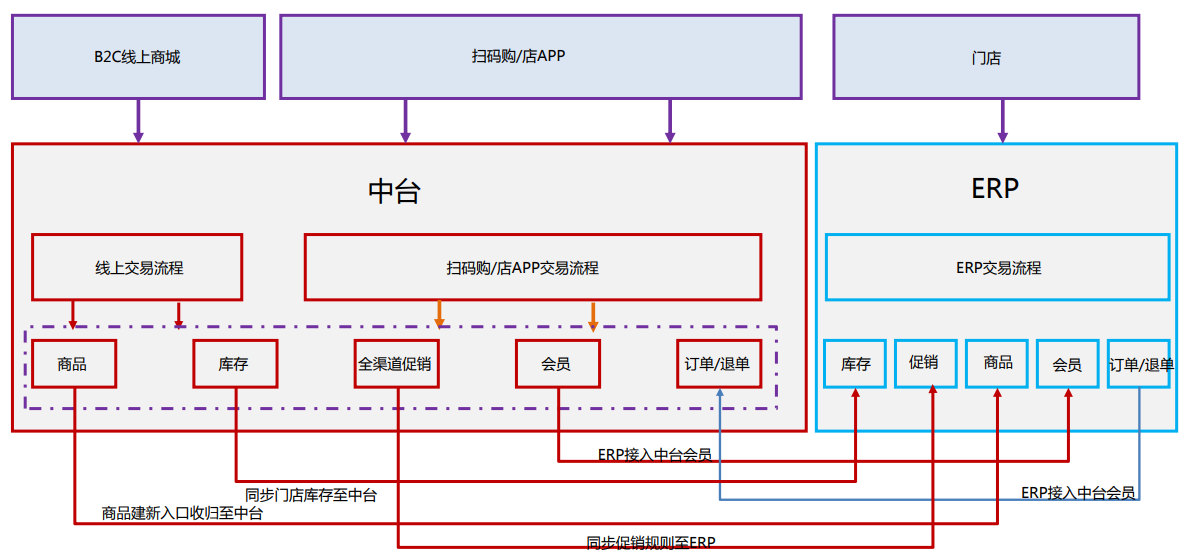 B2C线上商城
扫码购/店APP
门店
中台
ERP
线上交易流程
扫码购/店APP交易流程
ERP交易流程
商品
库存
全渠道促销
会员
订单/退单
库存
促销
商品
会员
订单/退单
ERP接入中台会员
同步门店库存至中台
ERP接入中台会员
商品建新入口收归至中台
同步促销规则至ERP